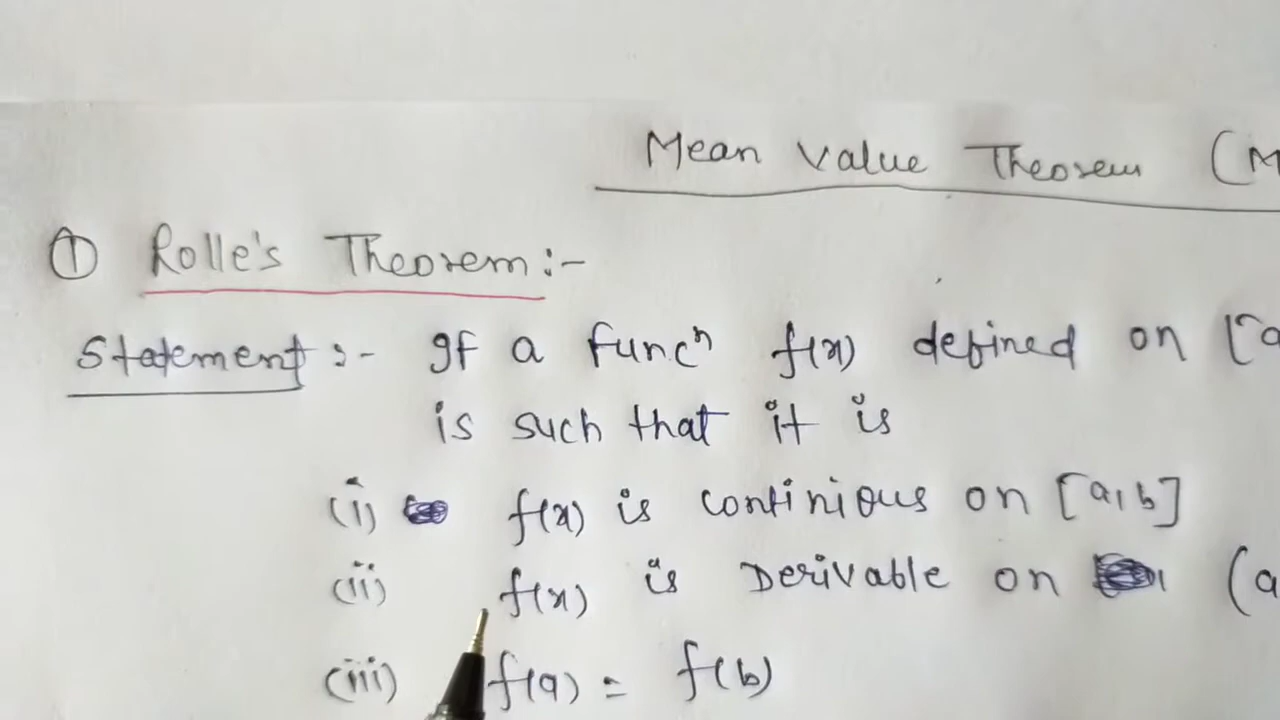 Mean Value Theorem (M
① Rolle's Theorem :-
Statement :- If a funcⁿ f(x) defined on [a
is such that it is
(i) f(x) is continious on [a,b]
(ii) f(x) is Derivable on (a
(iii) f(a) = f(b)